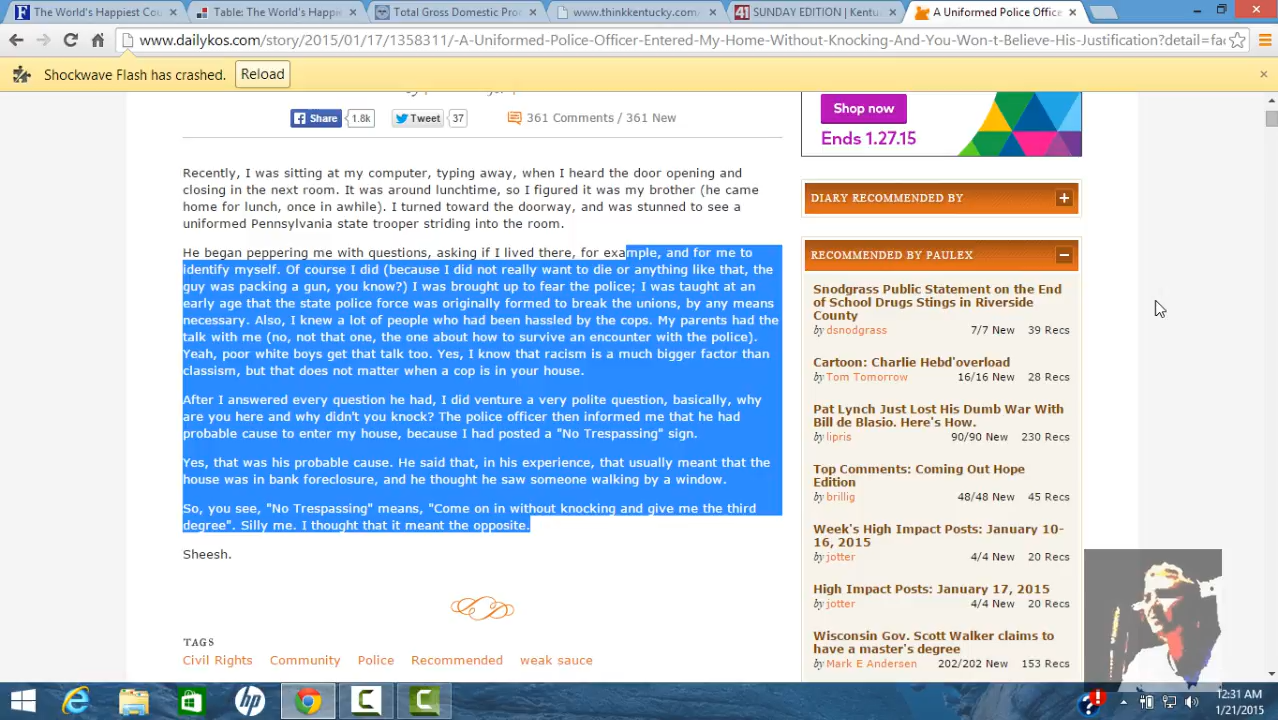 The World's Happiest Cou
Table: The World's Happie
Total Gross Domestic Pro
www.thinkkentucky.com/
SUNDAY EDITION | Kentu
A Uniformed Police Office
www.dailykos.com/story/2015/01/17/1358311/-A-Uniformed-Police-Officer-Entered-My-Home-Without-Knocking-And-You-Won-t-Believe-His-Justification?detail=fac
Shockwave Flash has crashed. Reload
Share 1.8k Tweet 37 361 Comments / 361 New
Recently, I was sitting at my computer, typing away, when I heard the door opening and
closing in the next room. It was around lunchtime, so I figured it was my brother (he came
home for lunch, once in awhile). I turned toward the doorway, and was stunned to see a
uniformed Pennsylvania state trooper striding into the room.
He began peppering me with questions, asking if I lived there, for example, and for me to
identify myself. Of course I did (because I did not really want to die or anything like that, the
guy was packing a gun, you know?) I was brought up to fear the police; I was taught at an
early age that the state police force was originally formed to break the unions, by any means
necessary. Also, I knew a lot of people who had been hassled by the cops. My parents had the
talk with me (no, not that one, the one about how to survive an encounter with the police).
Yeah, poor white boys get that talk too. Yes, I know that racism is a much bigger factor than
classism, but that does not matter when a cop is in your house.
After I answered every question he had, I did venture a very polite question, basically, why
are you here and why didn't you knock? The police officer then informed me that he had
probable cause to enter my house, because I had posted a "No Trespassing" sign.
Yes, that was his probable cause. He said that, in his experience, that usually meant that the
house was in bank foreclosure, and he thought he saw someone walking by a window.
So, you see, "No Trespassing" means, "Come on in without knocking and give me the third
degree". Silly me. I thought that it meant the opposite.
Sheesh.
TAGS
Civil Rights Community Police Recommended weak sauce
Shop now
Ends 1.27.15
DIARY RECOMMENDED BY
RECOMMENDED BY PAULEX
Snodgrass Public Statement on the End
of School Drugs Stings in Riverside
County
by dsnodgrass 7/7 New 39 Recs
Cartoon: Charlie Hebd'overload
by Tom Tomorrow 16/16 New 28 Recs
Pat Lynch Just Lost His Dumb War With
Bill de Blasio. Here's How.
by lipris 90/90 New 230 Recs
Top Comments: Coming Out Hope
Edition
by brillig 48/48 New 45 Recs
Week's High Impact Posts: January 10-
16, 2015
by jotter 4/4 New 20 Recs
High Impact Posts: January 17, 2015
by jotter 4/4 New 20 Recs
Wisconsin Gov. Scott Walker claims to
have a master's degree
by Mark E Andersen 202/202 New 153 Recs
12:31 AM
1/21/2015